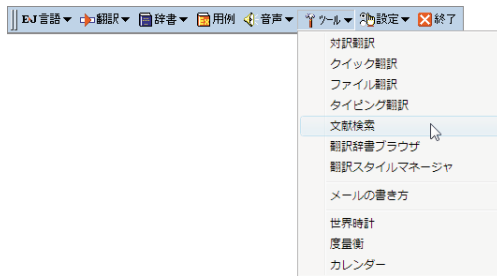 EJ 言語▼ 翻訳▼ 辞書▼ 用例 音声▼ ツール▼ 設定▼ 終了
対訳翻訳
クイック翻訳
ファイル翻訳
タイピング翻訳
文献検索
翻訳辞書ブラウザ
翻訳スタイルマネージャ
メールの書き方
世界時計
度量衡
カレンダー